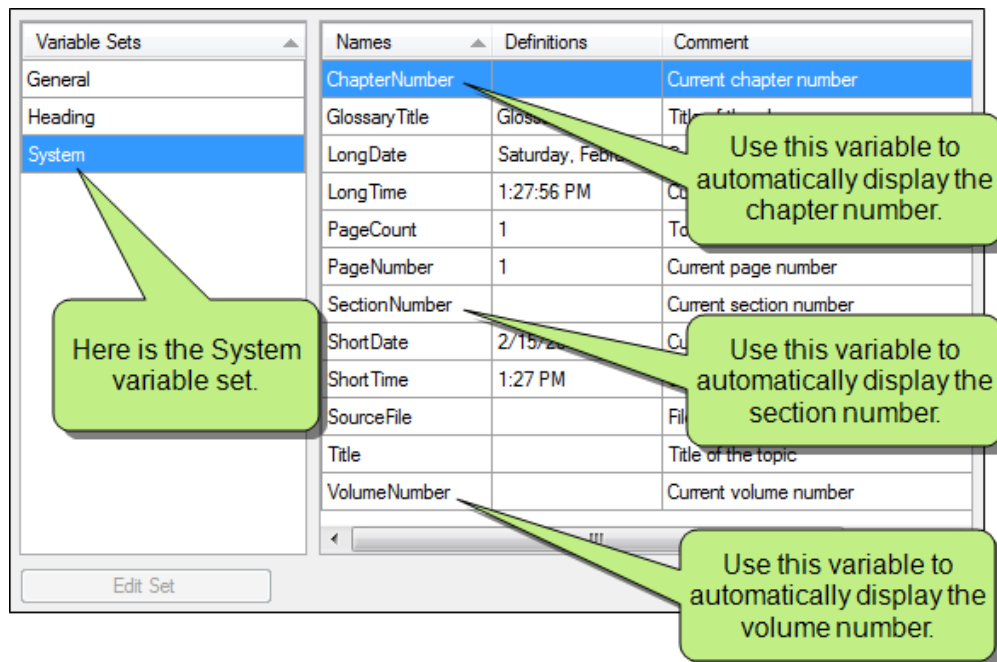 Variable Sets
General
Heading
System
Names Definitions Comment
ChapterNumber Current chapter number
GlossaryTitle
LongDate Saturday,
LongTime 1:27:56 PM
PageCount 1
PageNumber 1 Current page number
SectionNumber Current section number
ShortDate
ShortTime 1:27 PM
SourceFile
Title Title of the topic
VolumeNumber Current volume number
Edit Set
Here is the System
variable set.
Use this variable to
automatically display the
chapter number.
Use this variable to
automatically display the
section number.
Use this variable to
automatically display the
volume number.